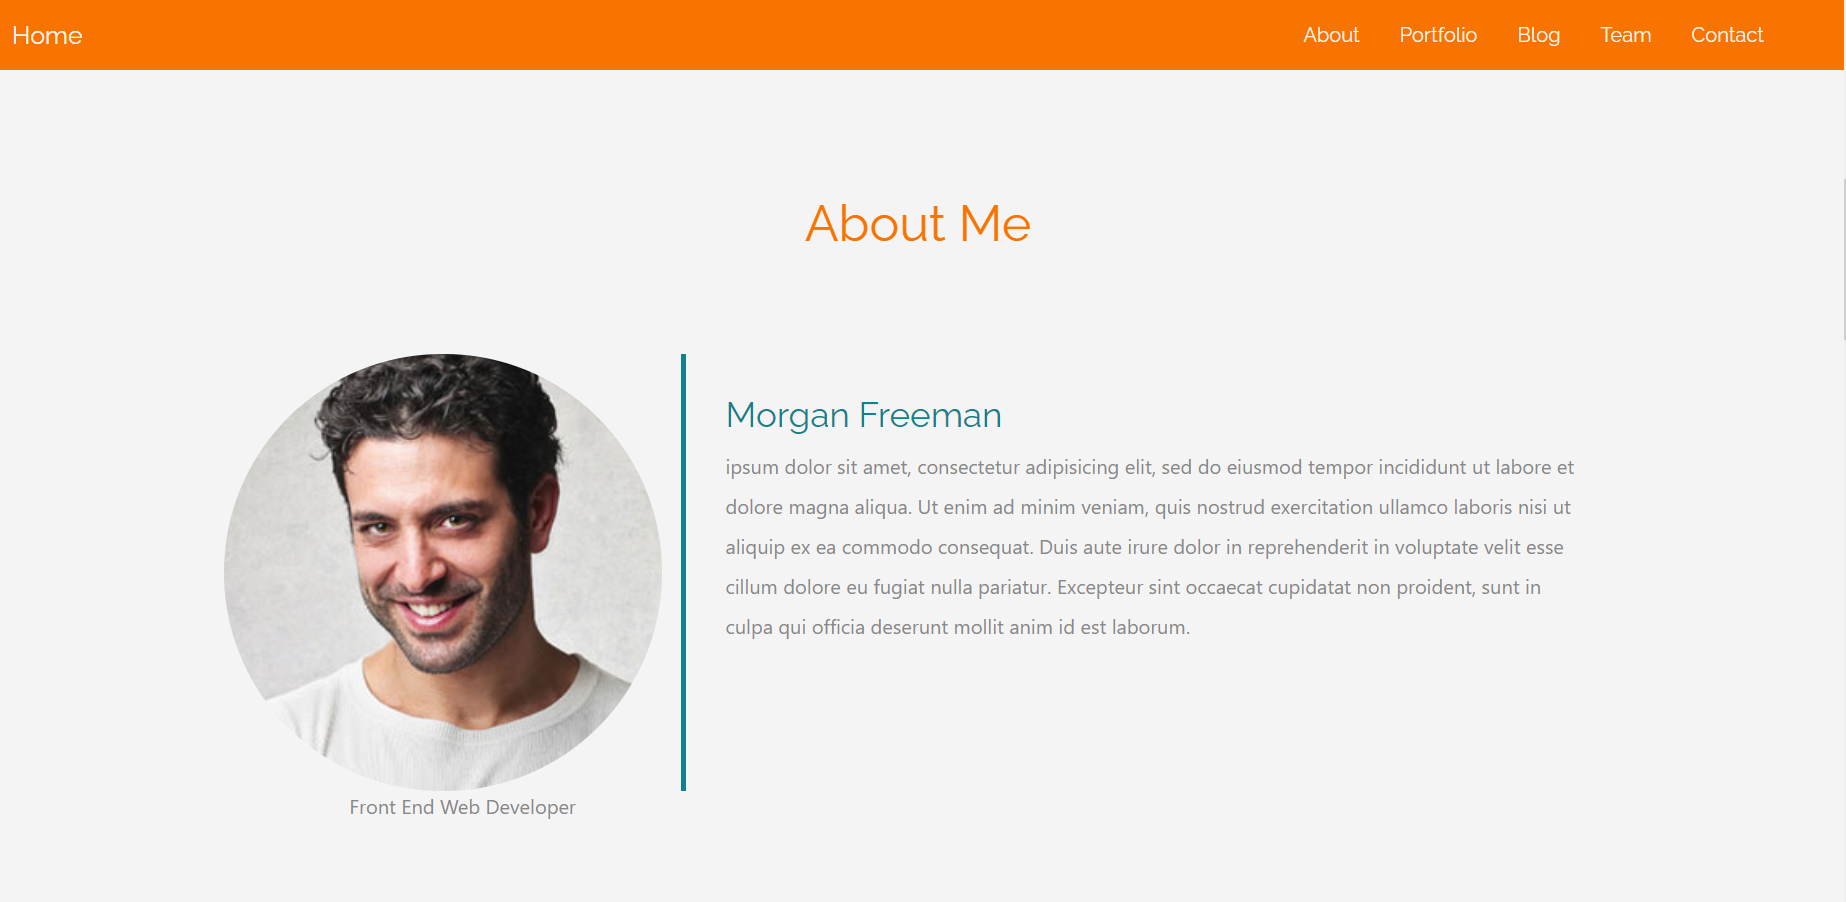 Home About Portfolio Blog Team Contact
About Me
Morgan Freeman
ipsum dolor sit amet, consectetur adipisicing elit, sed do eiusmod tempor incididunt ut labore et
dolore magna aliqua. Ut enim ad minim veniam, quis nostrud exercitation ullamco laboris nisi ut
aliquip ex ea commodo consequat. Duis aute irure dolor in reprehenderit in voluptate velit esse
cillum dolore eu fugiat nulla pariatur. Excepteur sint occaecat cupidatat non proident, sunt in
culpa qui officia deserunt mollit anim id est laborum.
Front End Web Developer